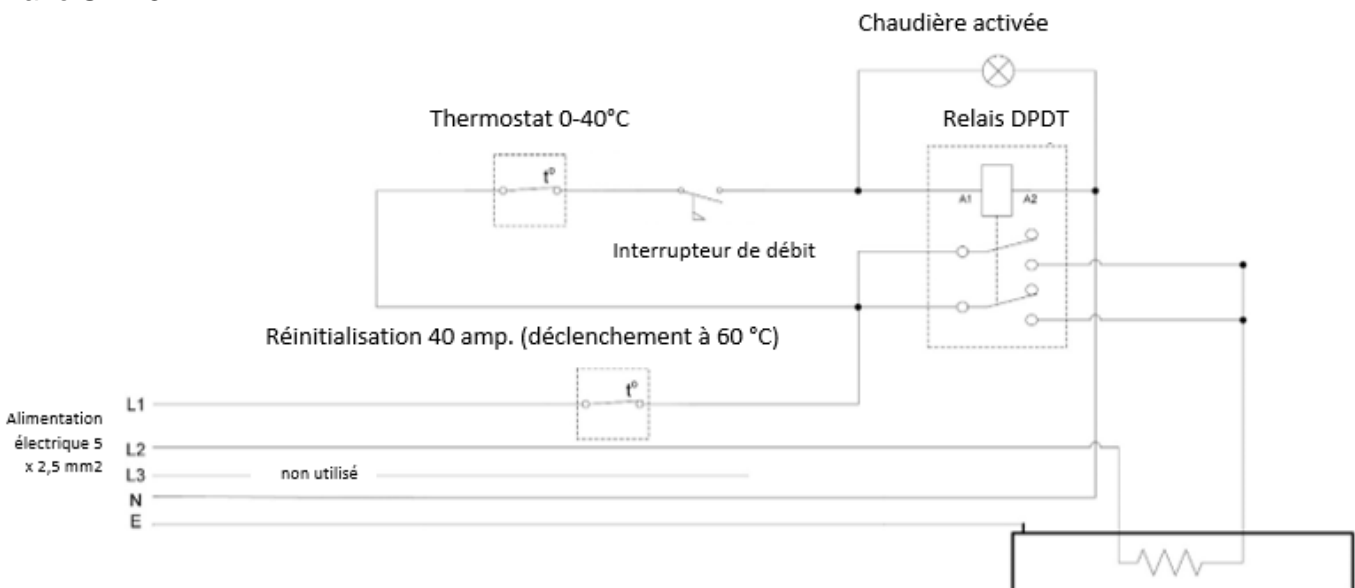 Chaudière activée
Thermostat 0-40°C
Relais DPDT
t°
A1
A2
Interrupteur de débit
Réinitialisation 40 amp. (déclenchement à 60 °C)
t°
Alimentation
électrique 5
x 2,5 mm2
L1
L2
L3
non utilisé
N
E